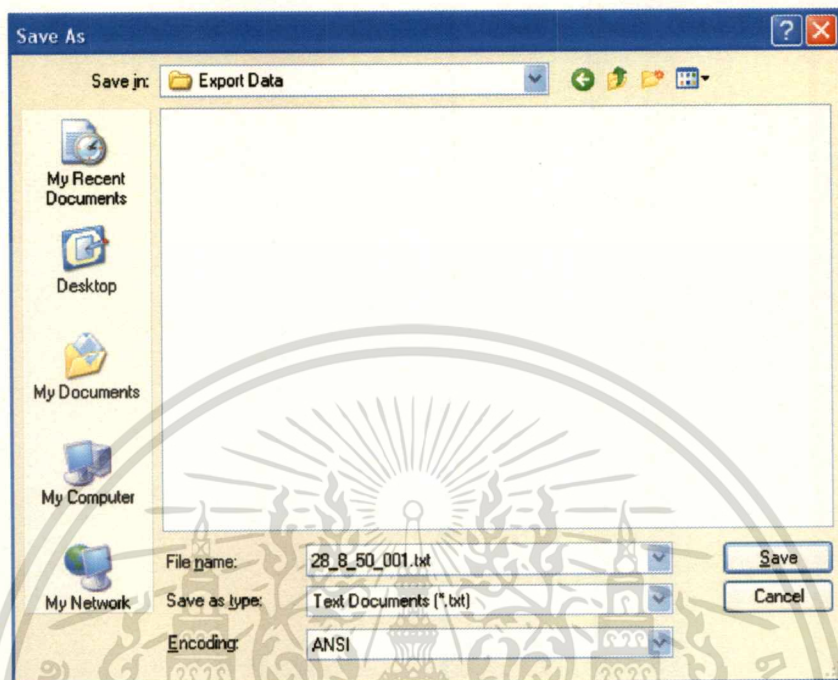 Save As
Save in: Export Data
My Recent
Documents
Desktop
My Documents
My Computer
My Network
File name: 28_8_50_001.txt Save
Save as type: Text Documents (*.txt) Cancel
Encoding: ANSI